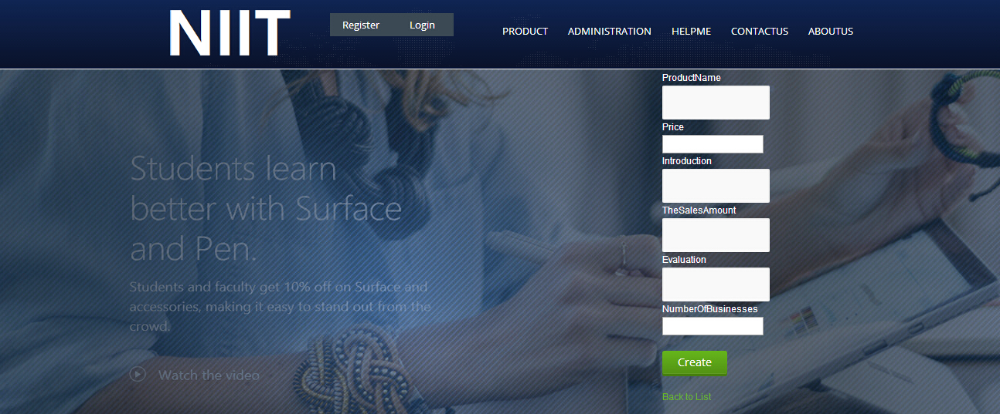 NIIT
Register Login
PRODUCT ADMINISTRATION HELPME CONTACTUS ABOUTUS
Students learn
better with Surface
and Pen.
Students and faculty get 10% off on Surface and
accessories, making it easy to stand out from the
crowd.
Watch the video
ProductName
Price
Introduction
TheSalesAmount
Evaluation
NumberOfBusinesses
Create
Back to List